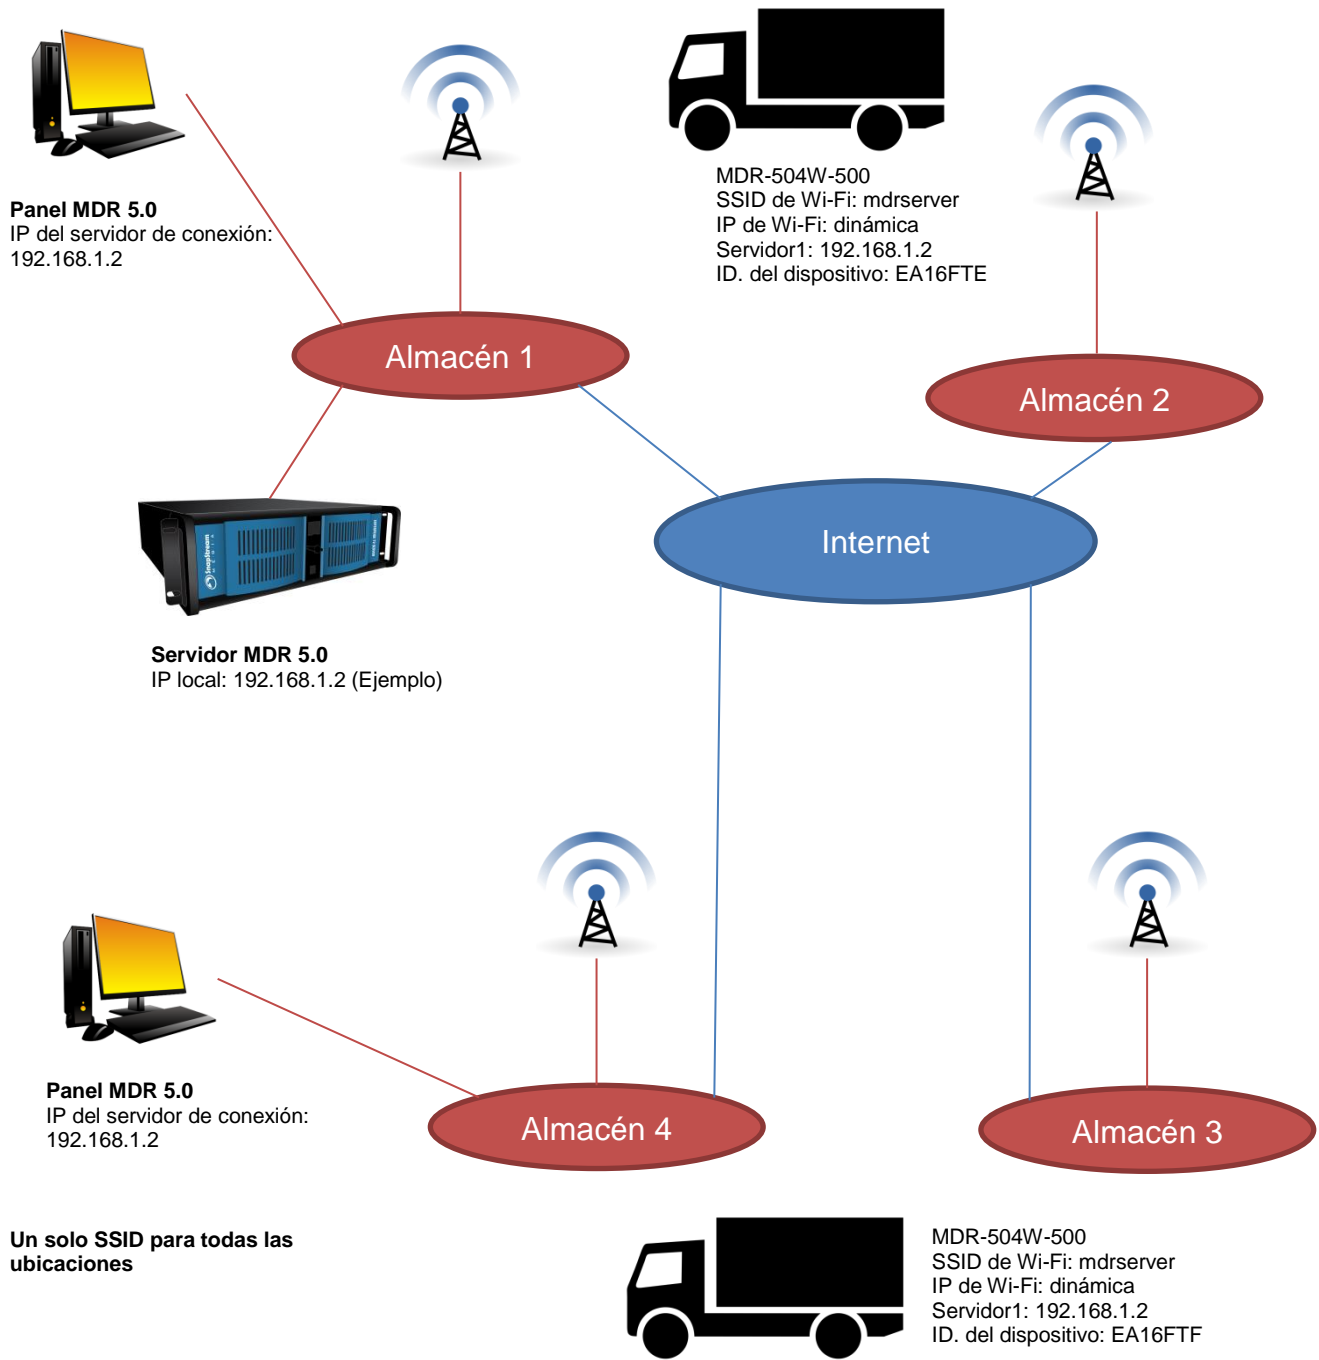 Panel MDR 5.0
IP del servidor de conexión:
192.168.1.2
MDR-504W-500
SSID de Wi-Fi: mdrserver
IP de Wi-Fi: dinámica
Servidor1: 192.168.1.2
ID. del dispositivo: EA16FTE
Almacén 1
Almacén 2
Internet
SnapStream
MEDIA
Servidor MDR 5.0
IP local: 192.168.1.2 (Ejemplo)
Panel MDR 5.0
IP del servidor de conexión:
192.168.1.2
Almacén 4
Almacén 3
Un solo SSID para todas las
ubicaciones
MDR-504W-500
SSID de Wi-Fi: mdrserver
IP de Wi-Fi: dinámica
Servidor1: 192.168.1.2
ID. del dispositivo: EA16FTF